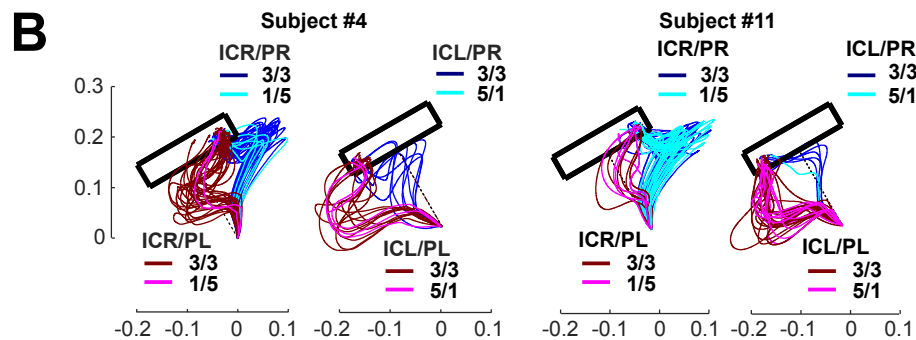 B
Subject #4
Subject #11
ICR/PR
3/3
1/5
ICL/PR
3/3
5/1
ICR/PR
3/3
1/5
ICL/PR
3/3
5/1
0.3
0.2
0.1
0
ICR/PL
3/3
1/5
ICL/PL
3/3
5/1
ICR/PL
3/3
1/5
ICL/PL
3/3
5/1
-0.2 -0.1 0 0.1
-0.2 -0.1 0 0.1
-0.2 -0.1 0 0.1
-0.2 -0.1 0 0.1